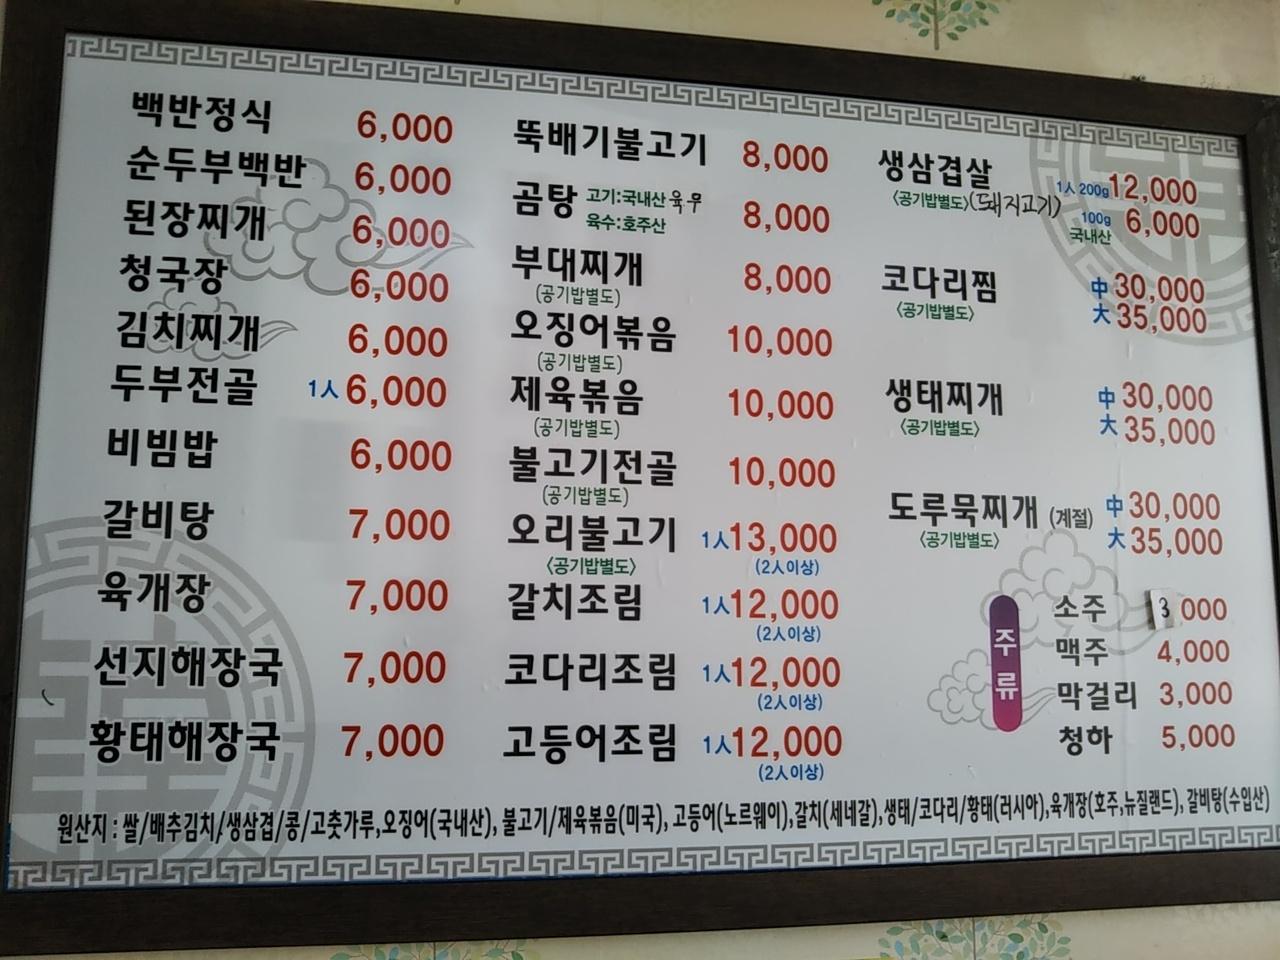 백반정식 6,000
순두부백반 6,000
된장찌개 6,000
청국장 6,000
김치찌개 6,000
두부전골 1人 6,000
비빔밥 6,000
갈비탕 7,000
육개장 7,000
선지해장국 7,000
황태해장국 7,000
뚝배기불고기 8,000
곰탕 고기:국내산 육우 8,000
육수:호주산
부대찌개 8,000
(공기밥별도)
오징어볶음 10,000
(공기밥별도)
제육볶음 10,000
(공기밥별도)
불고기전골 10,000
(공기밥별도)
오리불고기 1人 13,000
<공기밥별도> (2人이상)
갈치조림 1人 12,000
(2人이상)
코다리조림 1人 12,000
(2人이상)
고등어조림 1人 12,000
(2人이상)
생삼겹살 1人 200g 12,000
<공기밥별도> (돼지고기) 100g 6,000
국내산
코다리찜 中 30,000
<공기밥별도> 大 35,000
생태찌개 中 30,000
<공기밥별도> 大 35,000
도루묵찌개 (계절) 中 30,000
<공기밥별도> 大 35,000
주류
소주 3 000
맥주 4,000
막걸리 3,000
청하 5,000
원산지 : 쌀/배추김치/생삼겹/콩/고춧가루,오징어(국내산), 불고기/제육볶음(미국), 고등어(노르웨이),갈치(세네갈),생태/코다리/황태(러시아),육개장(호주,뉴질랜드), 갈비탕(수입산)